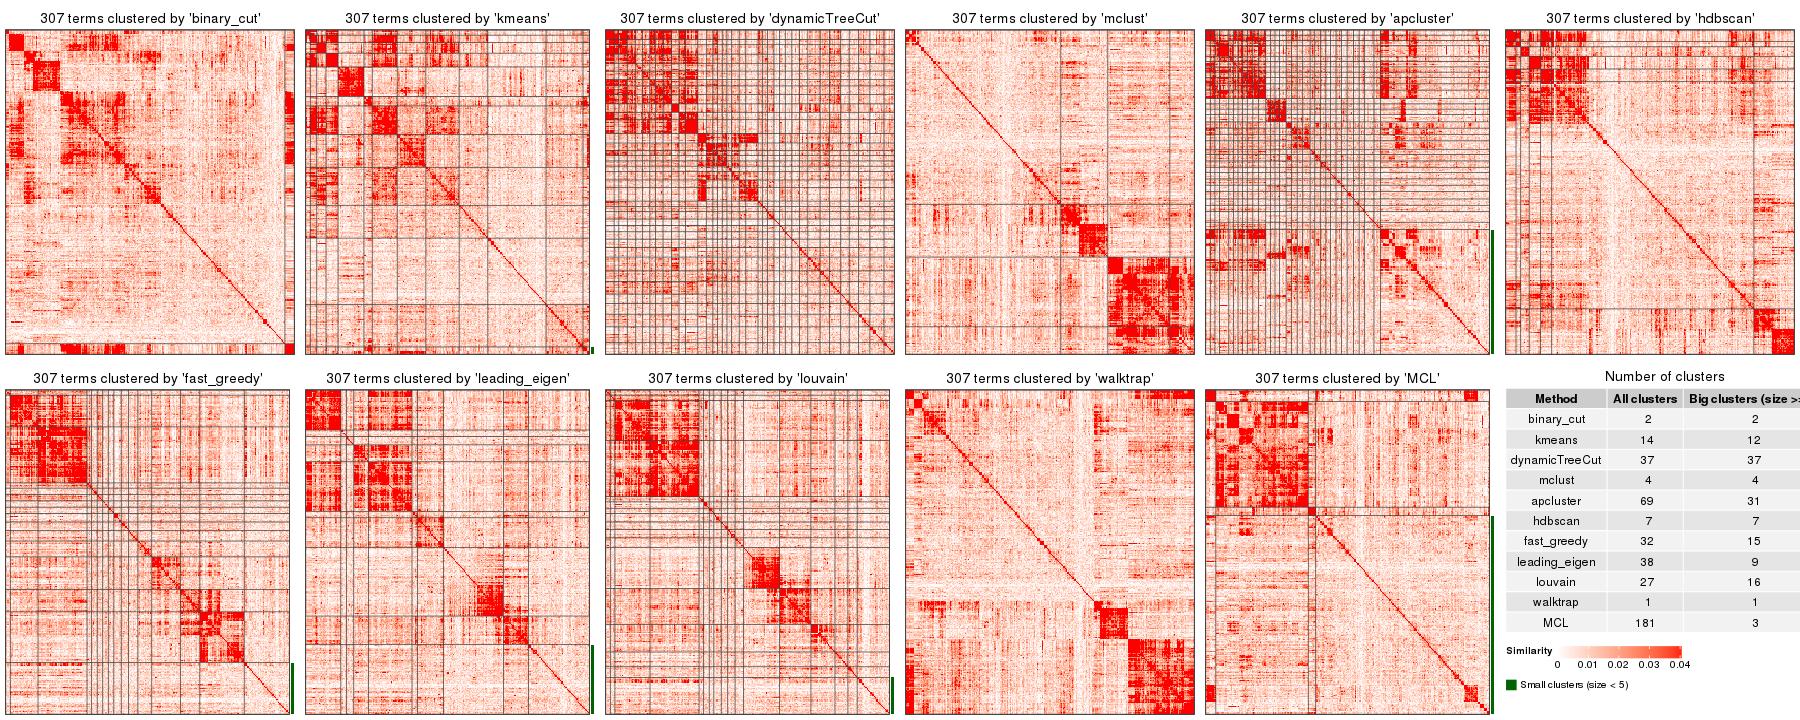 307 terms clustered by 'binary_cut'
307 terms clustered by 'kmeans'
307 terms clustered by 'dynamicTreeCut'
307 terms clustered by 'mclust'
307 terms clustered by 'apcluster'
307 terms clustered by 'hdbscan'
307 terms clustered by 'fast_greedy'
307 terms clustered by 'leading_eigen'
307 terms clustered by 'louvain'
307 terms clustered by 'walktrap'
307 terms clustered by 'MCL'
Number of clusters
Method All clusters Big clusters (size >
binary_cut 2 2
kmeans 14 12
dynamicTreeCut 37 37
mclust 4 4
apcluster 69 31
hdbscan 7 7
fast_greedy 32 15
leading_eigen 38 9
louvain 27 16
walktrap 1 1
MCL 181 3
Similarity
0 0.01 0.02 0.03 0.04
Small clusters (size < 5)